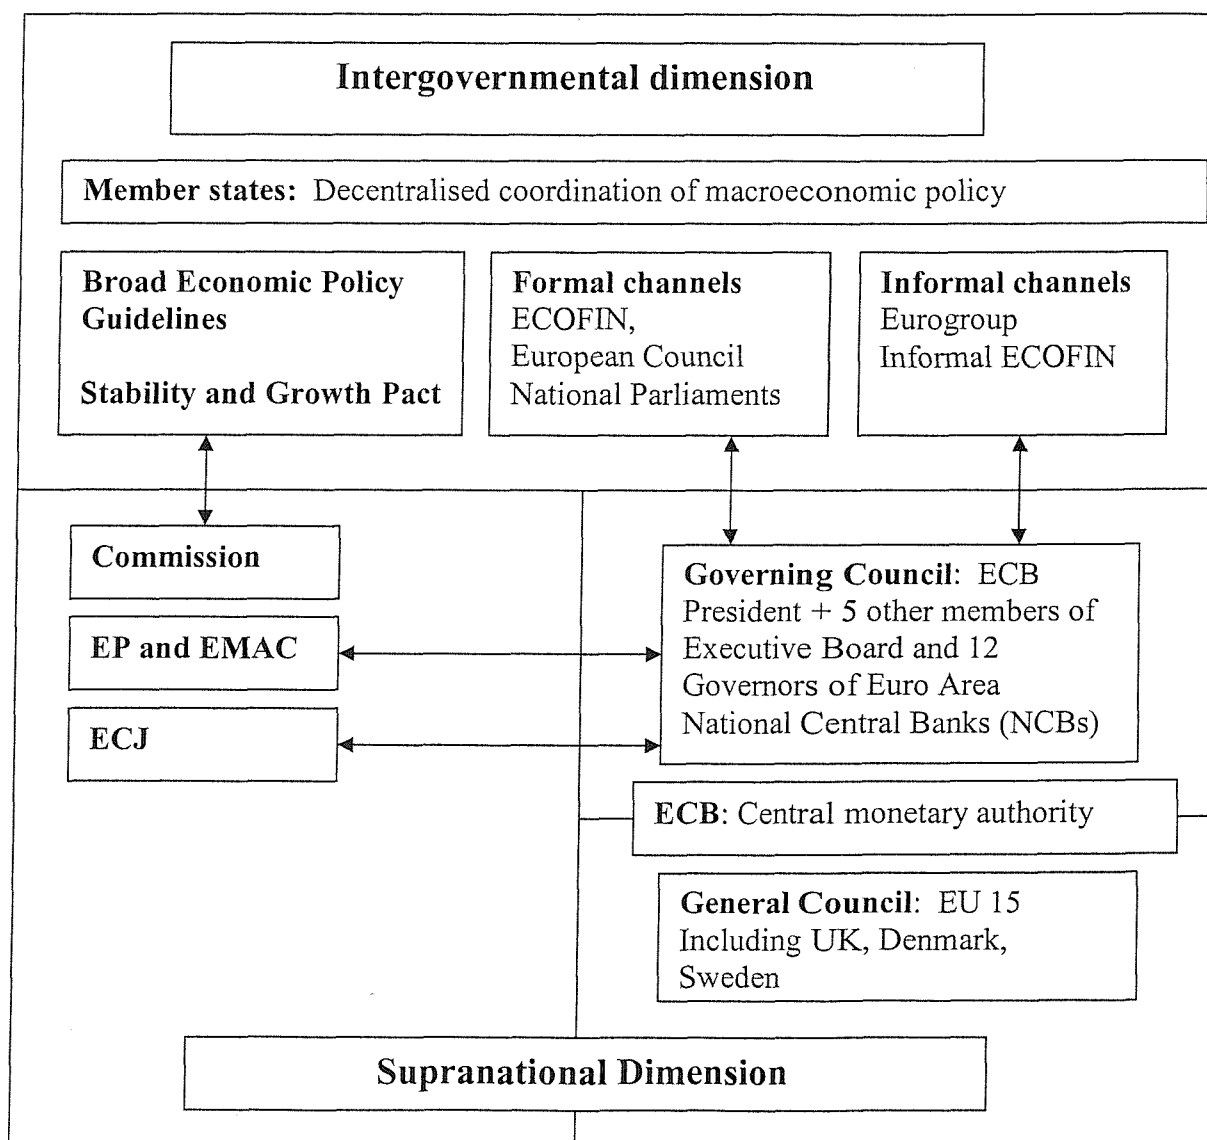 Intergovernmental dimension
Member states: Decentralised coordination of macroeconomic policy
Broad Economic Policy
Guidelines
Stability and Growth Pact
Formal channels
ECOFIN,
European Council
National Parliaments
Informal channels
Eurogroup
Informal ECOFIN
Commission
EP and EMAC
ECJ
Governing Council: ECB
President + 5 other members of
Executive Board and 12
Governors of Euro Area
National Central Banks (NCBs)
ECB: Central monetary authority
General Council: EU 15
Including UK, Denmark,
Sweden
Supranational Dimension